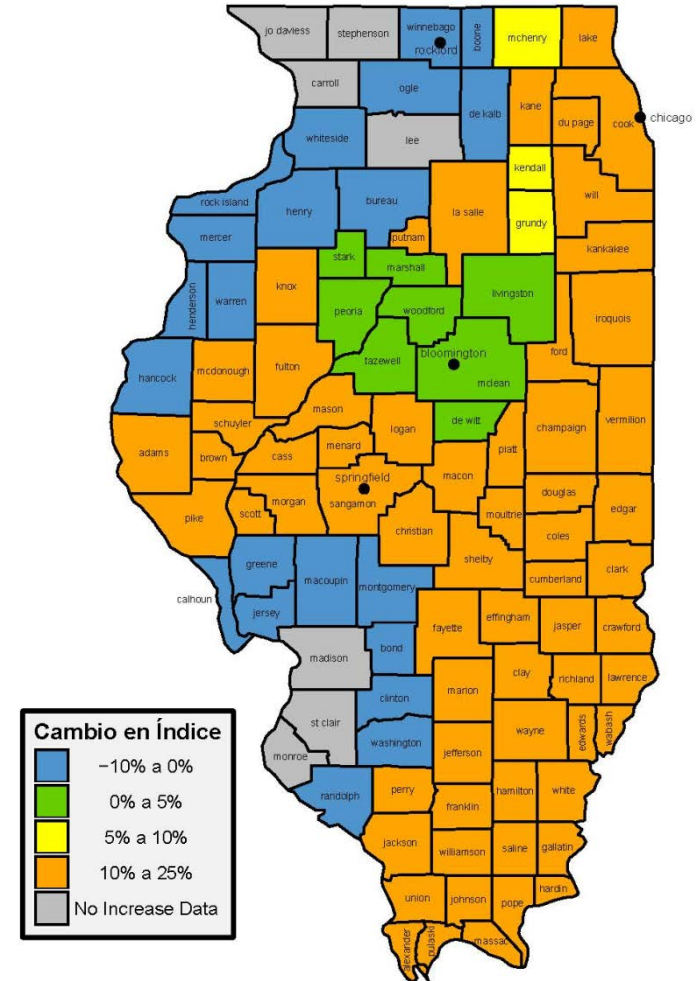 jo daviess
stephenson
winnebago
rockford
boone
mchenry
lake
carroll
ogle
de kalb
kane
du page
cook
chicago
whiteside
lee
kendall
will
rock island
henry
bureau
putnam
la salle
grundy
kankakee
mercer
stark
marshall
livingston
iroquois
henderson
warren
knox
peoria
woodford
ford
hancock
mcdonough
fulton
tazewell
bloomington
mclean
schuyler
mason
logan
de witt
piatt
champaign
vermilion
adams
brown
cass
menard
macon
springfield
sangamon
pike
scott
morgan
christian
moultrie
douglas
edgar
coles
shelby
cumberland
clark
greene
macoupin
montgomery
calhoun
jersey
fayette
effingham
jasper
crawford
madison
bond
clay
richland
lawrence
clinton
marion
st clair
washington
wayne
edwards
wabash
monroe
jefferson
randolph
perry
franklin
hamilton
white
jackson
williamson
saline
gallatin
union
johnson
pope
hardin
alexander
pulaski
massac
Cambio en Índice
−10% a 0%
0% a 5%
5% a 10%
10% a 25%
No Increase Data